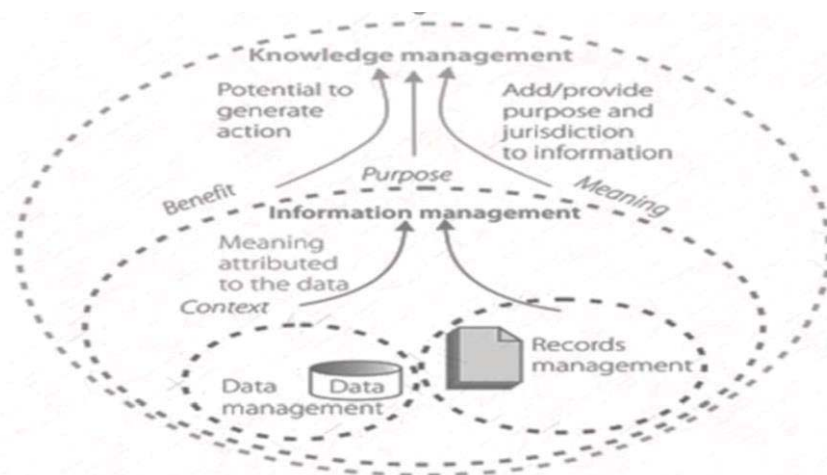 Knowledge management
Potential to
generate
action
Add/provide
purpose and
jurisdiction
to information
Benefit
Purpose
Meaning
Information management
Meaning
attributed
to the data
Context
Data
management
Data
Records
management